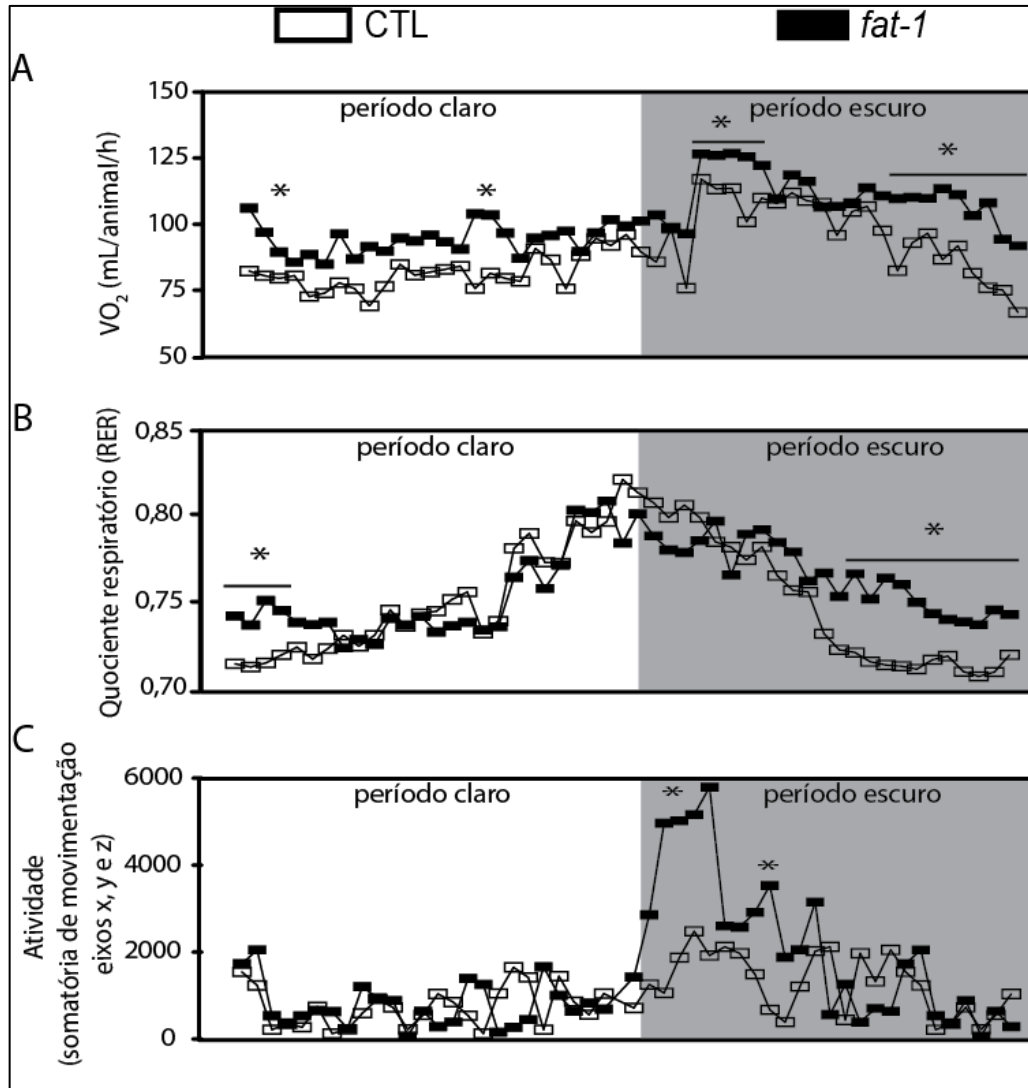 CTL
fat-1
A
período claro
período escuro
*
*
*
*
150
125
100
75
50
VO2 (mL/animal/h)
B
período claro
período escuro
*
*
0,85
0,80
0,75
0,70
Quociente respiratório (RER)
C
período claro
período escuro
*
*
6000
4000
2000
0
Atividade
(somatória de movimentação
eixos x, y e z)